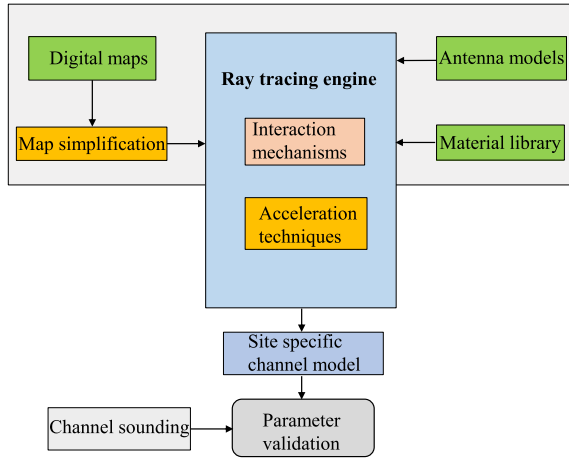 Digital maps
Map simplification
Ray tracing engine
Interaction
mechanisms
Acceleration
techniques
Antenna models
Material library
Site specific
channel model
Channel sounding
Parameter
validation